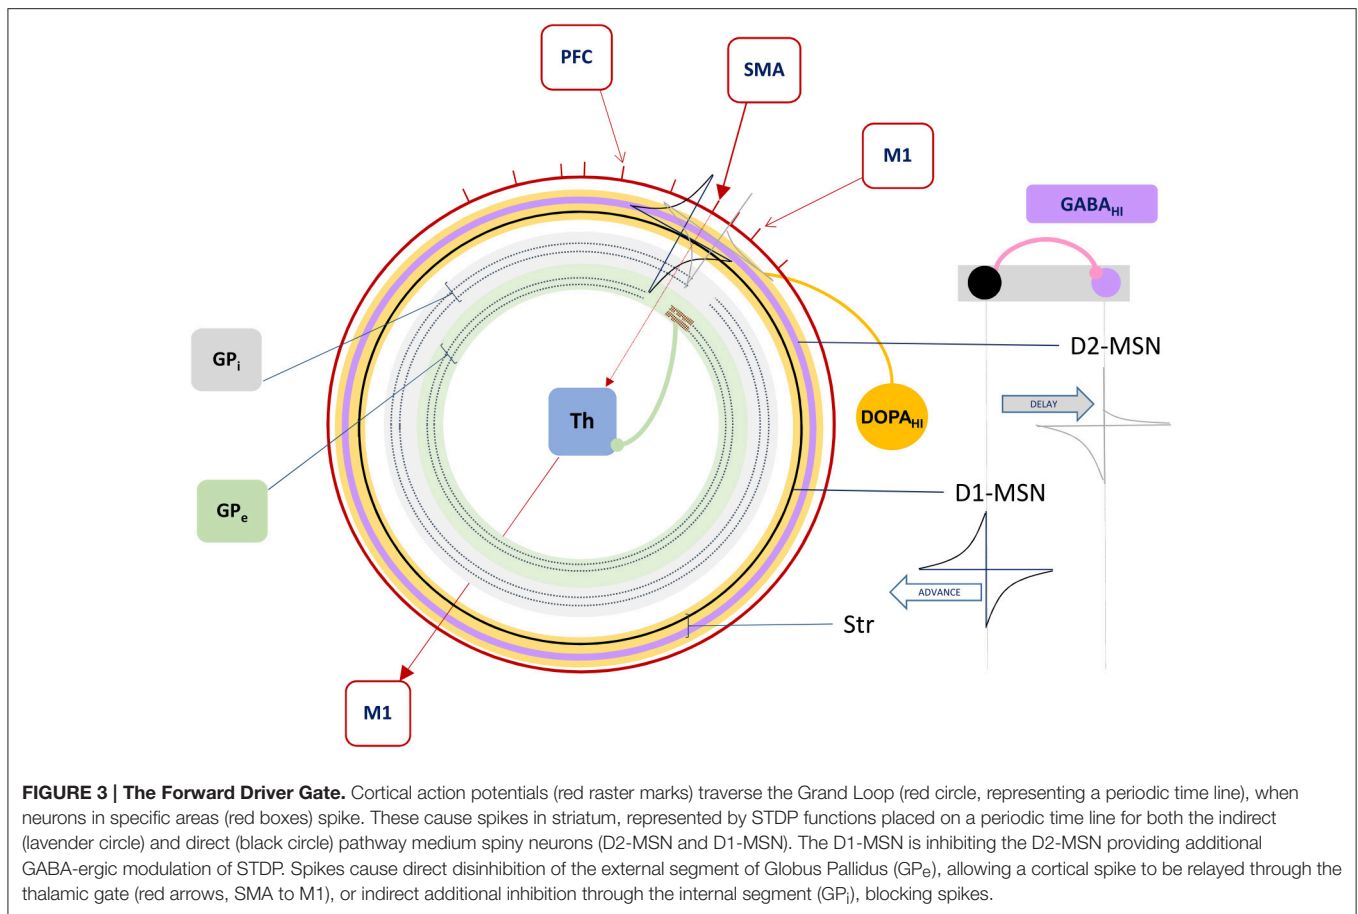 PFC
SMA
M1
GABAHI
GPi
D2-MSN
DELAY
Th
DOPAHI
D1-MSN
GPe
ADVANCE
Str
M1
FIGURE 3 | The Forward Driver Gate. Cortical action potentials (red raster marks) traverse the Grand Loop (red circle, representing a periodic time line), when
neurons in specific areas (red boxes) spike. These cause spikes in striatum, represented by STDP functions placed on a periodic time line for both the indirect
(lavender circle) and direct (black circle) pathway medium spiny neurons (D2-MSN and D1-MSN). The D1-MSN is inhibiting the D2-MSN providing additional
GABA-ergic modulation of STDP. Spikes cause direct disinhibition of the external segment of Globus Pallidus (GPe), allowing a cortical spike to be relayed through the
thalamic gate (red arrows, SMA to M1), or indirect additional inhibition through the internal segment (GPi), blocking spikes.